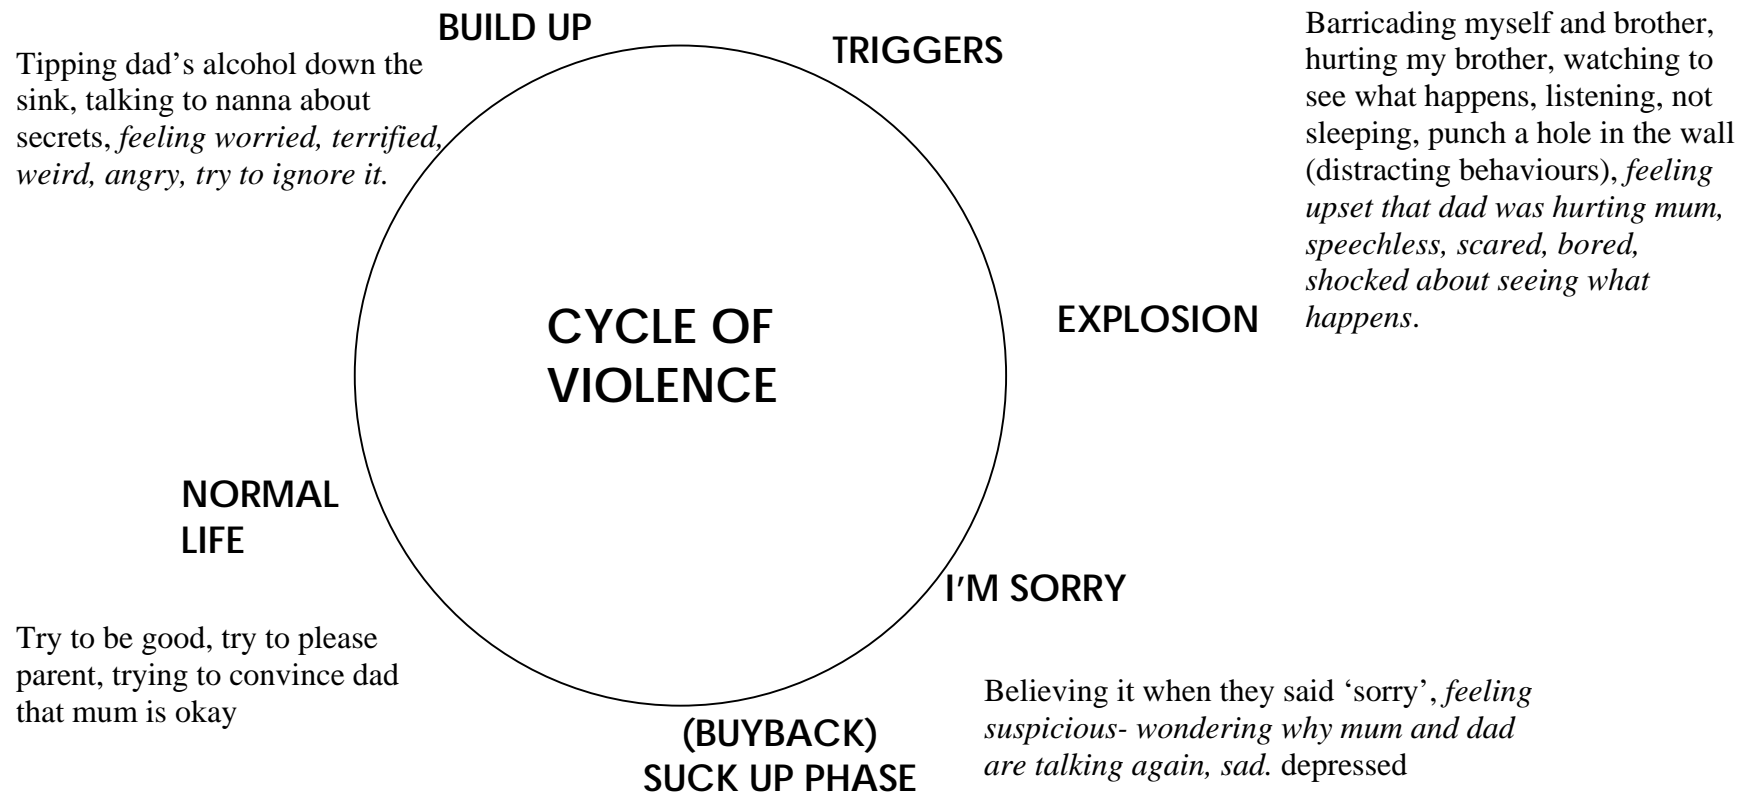 BUILD UP
Tipping dad's alcohol down the
sink, talking to nanna about
secrets, feeling worried, terrified,
weird, angry, try to ignore it.
TRIGGERS
Barricading myself and brother,
hurting my brother, watching to
see what happens, listening, not
sleeping, punch a hole in the wall
(distracting behaviours), feeling
upset that dad was hurting mum,
speechless, scared, bored,
shocked about seeing what
happens.
EXPLOSION
CYCLE OF
VIOLENCE
NORMAL
LIFE
Try to be good, try to please
parent, trying to convince dad
that mum is okay
I'M SORRY
Believing it when they said ‘sorry’, feeling
suspicious- wondering why mum and dad
are talking again, sad. depressed
(BUYBACK)
SUCK UP PHASE